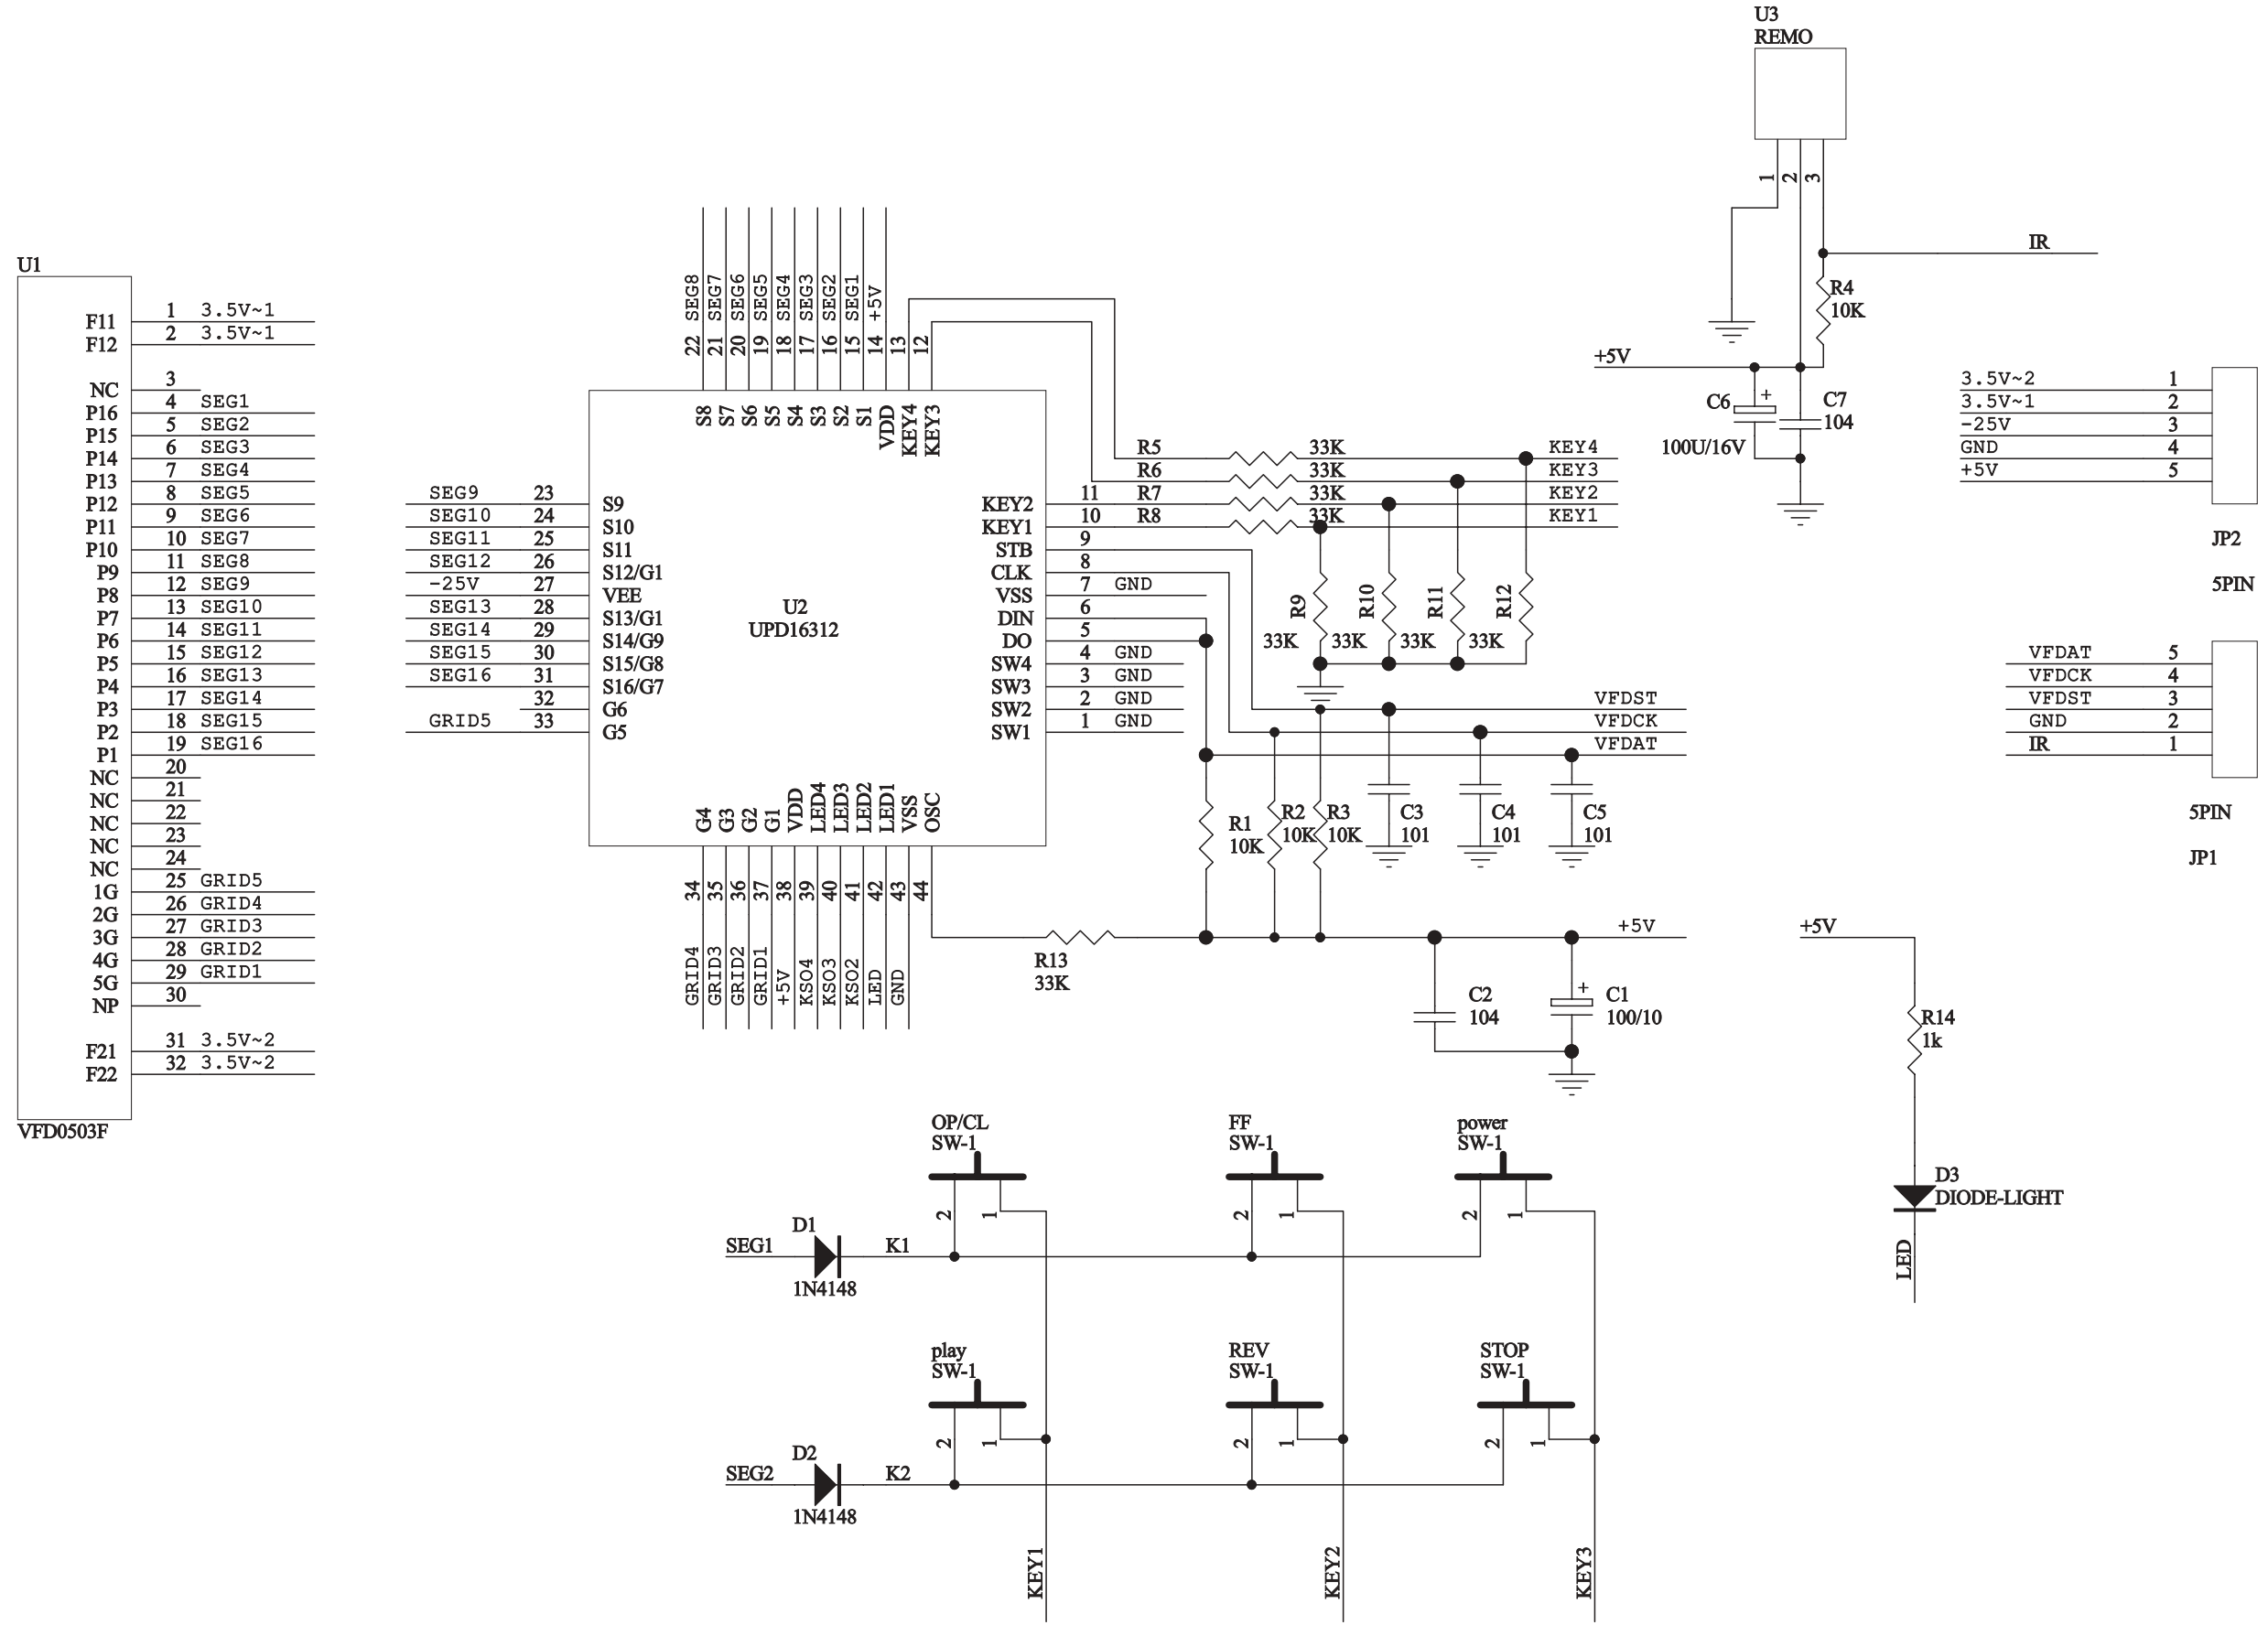 U3
REMO
1
2
3
IR
R4
10K
+5V
C6
+
100U/16V
C7
104
U1
F11 1 3.5V~1
F12 2 3.5V~1
NC 3
P16 4 SEG1
P15 5 SEG2
P14 6 SEG3
P13 7 SEG4
P12 8 SEG5
P11 9 SEG6
P10 10 SEG7
P9 11 SEG8
P8 12 SEG9
P7 13 SEG10
P6 14 SEG11
P5 15 SEG12
P4 16 SEG13
P3 17 SEG14
P2 18 SEG15
P1 19 SEG16
NC 20
NC 21
NC 22
NC 23
NC 24
1G 25 GRID5
2G 26 GRID4
3G 27 GRID3
4G 28 GRID2
5G 29 GRID1
NP 30
F21 31 3.5V~2
F22 32 3.5V~2
VFD0503F
SEG8 22 S8
SEG7 21 S7
SEG6 20 S6
SEG5 19 S5
SEG4 18 S4
SEG3 17 S3
SEG2 16 S2
SEG1 15 S1
+5V 14 VDD
13 KEY4
12 KEY3
SEG9 23 S9
SEG10 24 S10
SEG11 25 S11
SEG12 26 S12/G1
-25V 27 VEE
SEG13 28 S13/G1
SEG14 29 S14/G9
SEG15 30 S15/G8
SEG16 31 S16/G7
32 G6
GRID5 33 G5
U2
UPD16312
KEY2 11
KEY1 10
STB 9
CLK 8
VSS 7 GND
DIN 6
DO 5
SW4 4 GND
SW3 3 GND
SW2 2 GND
SW1 1 GND
G4 34 GRID4
G3 35 GRID3
G2 36 GRID2
G1 37 GRID1
VDD 38 +5V
LED4 39 KSO4
LED3 40 KSO3
LED2 41 KSO2
LED1 42 LED
VSS 43 GND
OSC 44
R5 33K KEY4
R6 33K KEY3
R7 33K KEY2
R8 33K KEY1
R9 R10 R11 R12
33K 33K 33K 33K
VFDST
VFDCK
VFDAT
R1
10K
R2
10K
R3
10K
C3
101
C4
101
C5
101
R13
33K
+5V
C2
104
+
C1
100/10
3.5V~2 1
3.5V~1 2
-25V 3
GND 4
+5V 5
JP2
5PIN
VFDAT 5
VFDCK 4
VFDST 3
GND 2
IR 1
5PIN
JP1
+5V
R14
1k
D3
DIODE-LIGHT
LED
OP/CL
SW-1
2 1
FF
SW-1
2 1
power
SW-1
2 1
SEG1
D1
1N4148
K1
play
SW-1
2 1
REV
SW-1
2 1
STOP
SW-1
2 1
SEG2
D2
1N4148
K2
KEY1
KEY2
KEY3